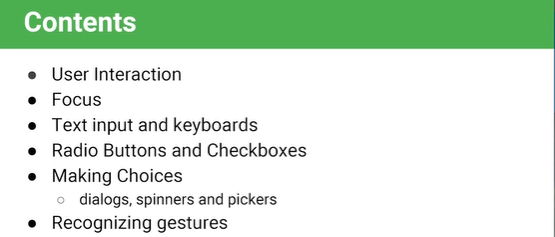 Contents
● User Interaction
● Focus
● Text input and keyboards
● Radio Buttons and Checkboxes
● Making Choices
○ dialogs, spinners and pickers
● Recognizing gestures